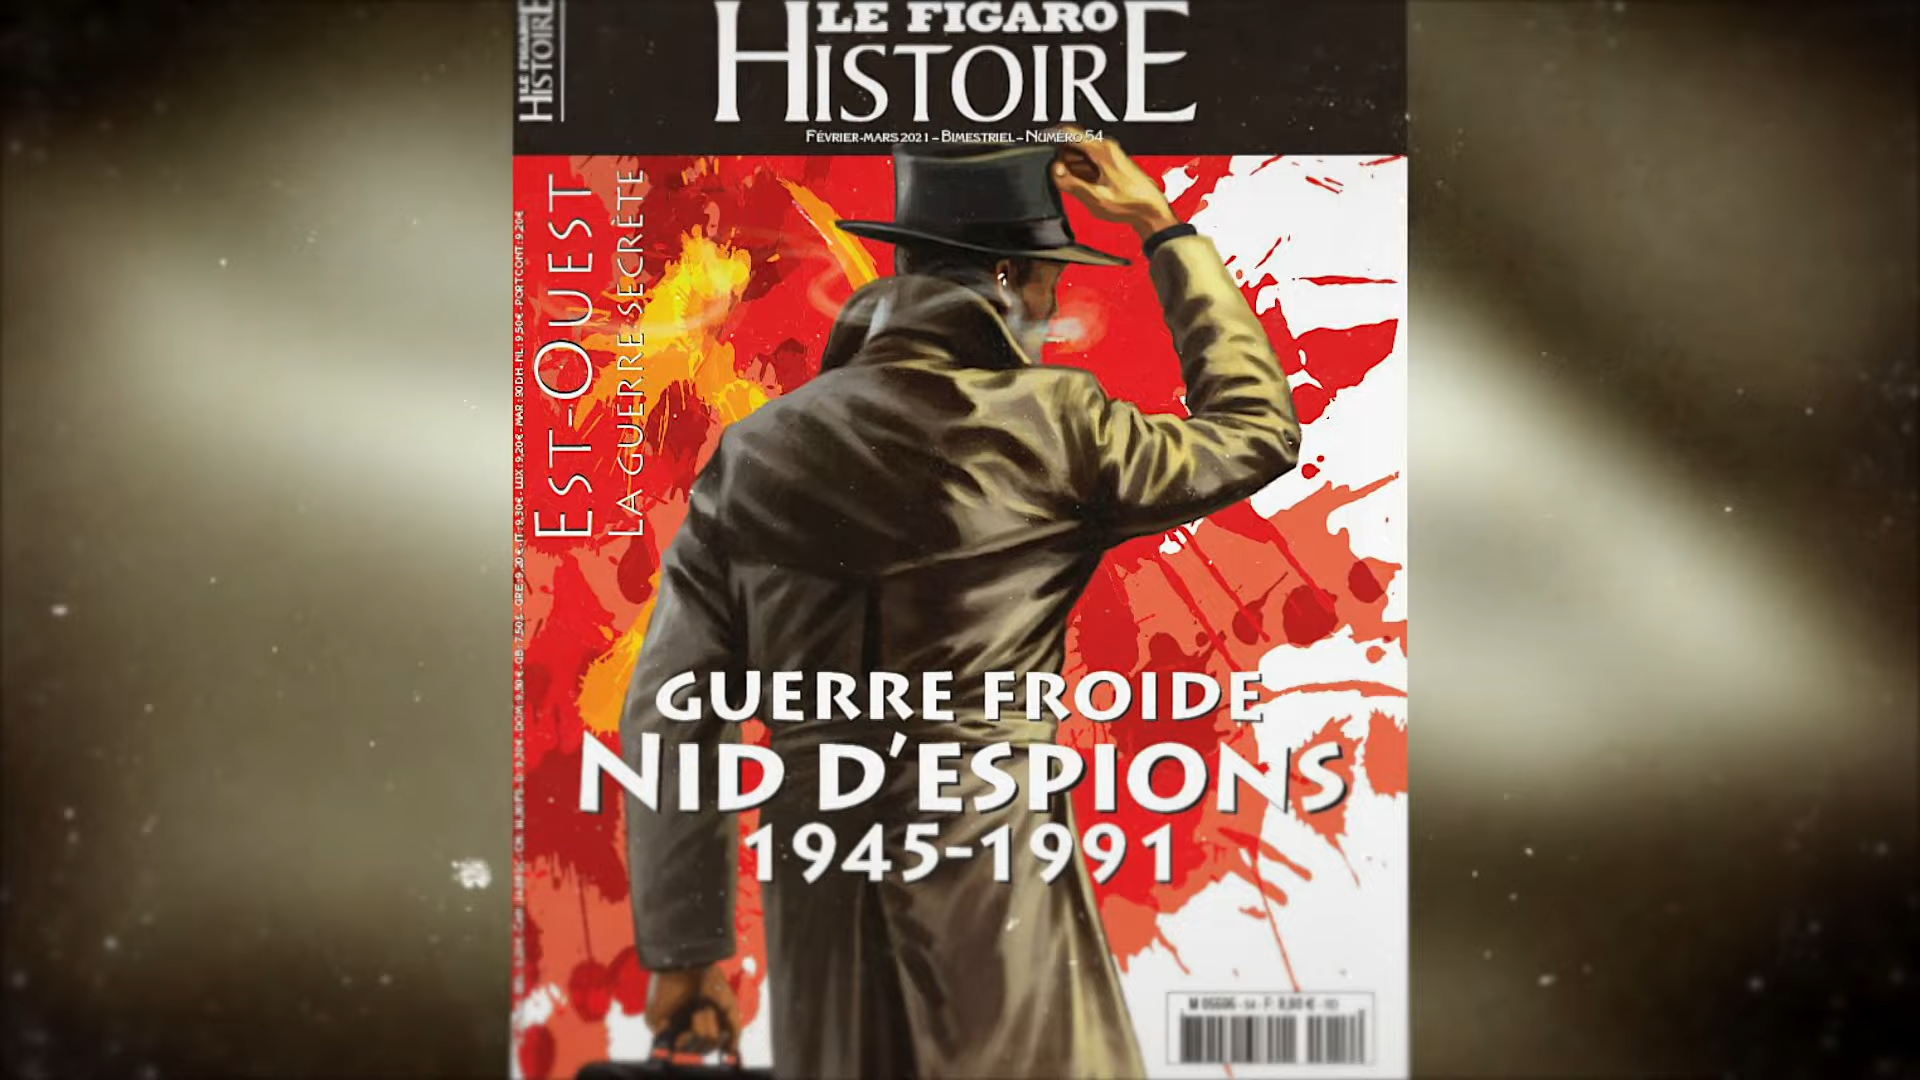 LE FIGARO
HISTOIRE
LE FIGARO
HISTOIRE
FÉVRIER-MARS 2021 – BIMESTRIEL – NUMÉRO 54
EST-OUEST
LA GUERRE SECRÈTE
GUERRE FROIDE
NID D'ESPIONS
1945-1991